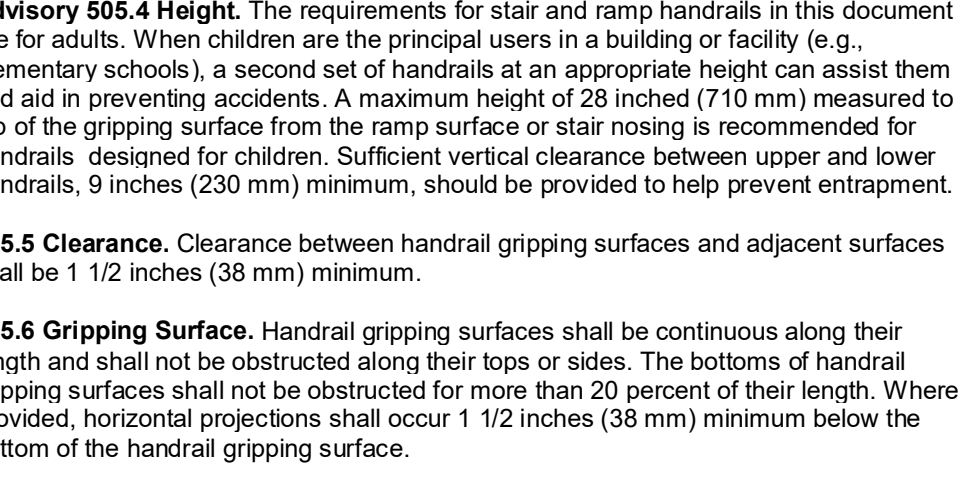 dvisory 505.4 Height. The requirements for stair and ramp handrails in this document
e for adults. When children are the principal users in a building or facility (e.g.,
ementary schools), a second set of handrails at an appropriate height can assist them
d aid in preventing accidents. A maximum height of 28 inched (710 mm) measured to
o of the gripping surface from the ramp surface or stair nosing is recommended for
ndrails  designed for children. Sufficient vertical clearance between upper and lower
ndrails, 9 inches (230 mm) minimum, should be provided to help prevent entrapment.
5.5 Clearance. Clearance between handrail gripping surfaces and adjacent surfaces
all be 1 1/2 inches (38 mm) minimum.
5.6 Gripping Surface. Handrail gripping surfaces shall be continuous along their
ngth and shall not be obstructed along their tops or sides. The bottoms of handrail
ipping surfaces shall not be obstructed for more than 20 percent of their length. Where
ovided, horizontal projections shall occur 1 1/2 inches (38 mm) minimum below the
ttom of the handrail gripping surface.